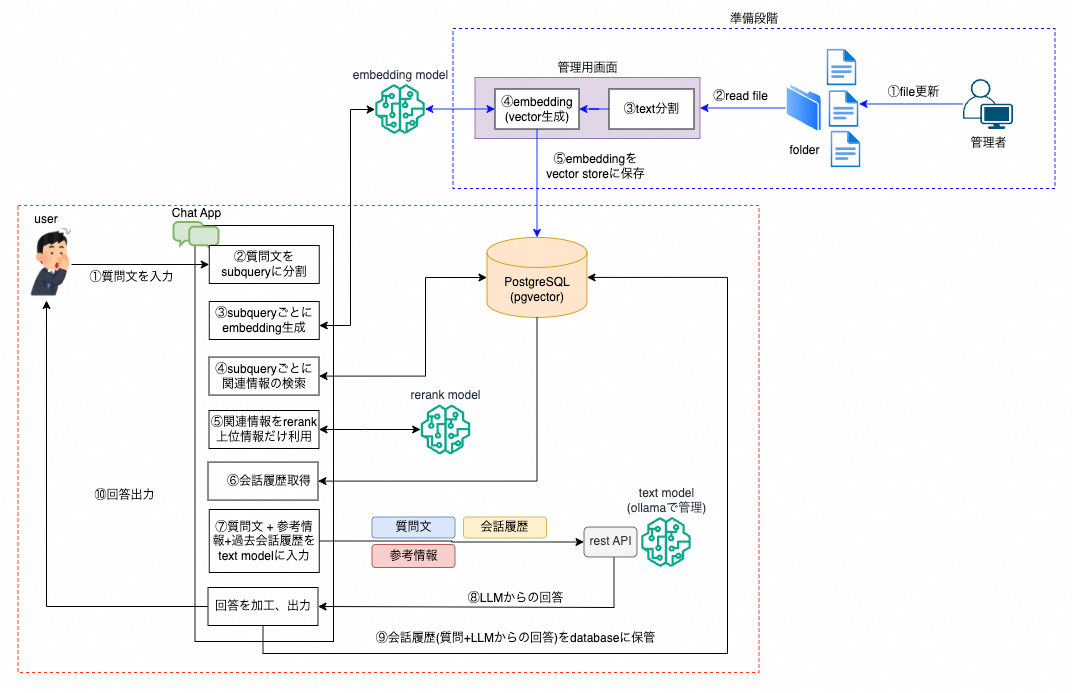 準備段階
embedding model
管理用画面
④embedding
(vector生成)
③text分割
②read file
①file更新
folder
管理者
⑤embeddingを
vector storeに保存
user
Chat App
①質問文を入力
②質問文を
subqueryに分割
PostgreSQL
(pgvector)
③subqueryごとに
embedding生成
④subqueryごとに
関連情報の検索
rerank model
⑤関連情報をrerank
上位情報だけ利用
⑥会話履歴取得
⑩回答出力
text model
(ollamaで管理)
⑦質問文 + 参考情
報+過去会話履歴を
text modelに入力
質問文
会話履歴
参考情報
rest API
⑧LLMからの回答
回答を加工、出力
⑨会話履歴(質問+LLMからの回答)をdatabaseに保管